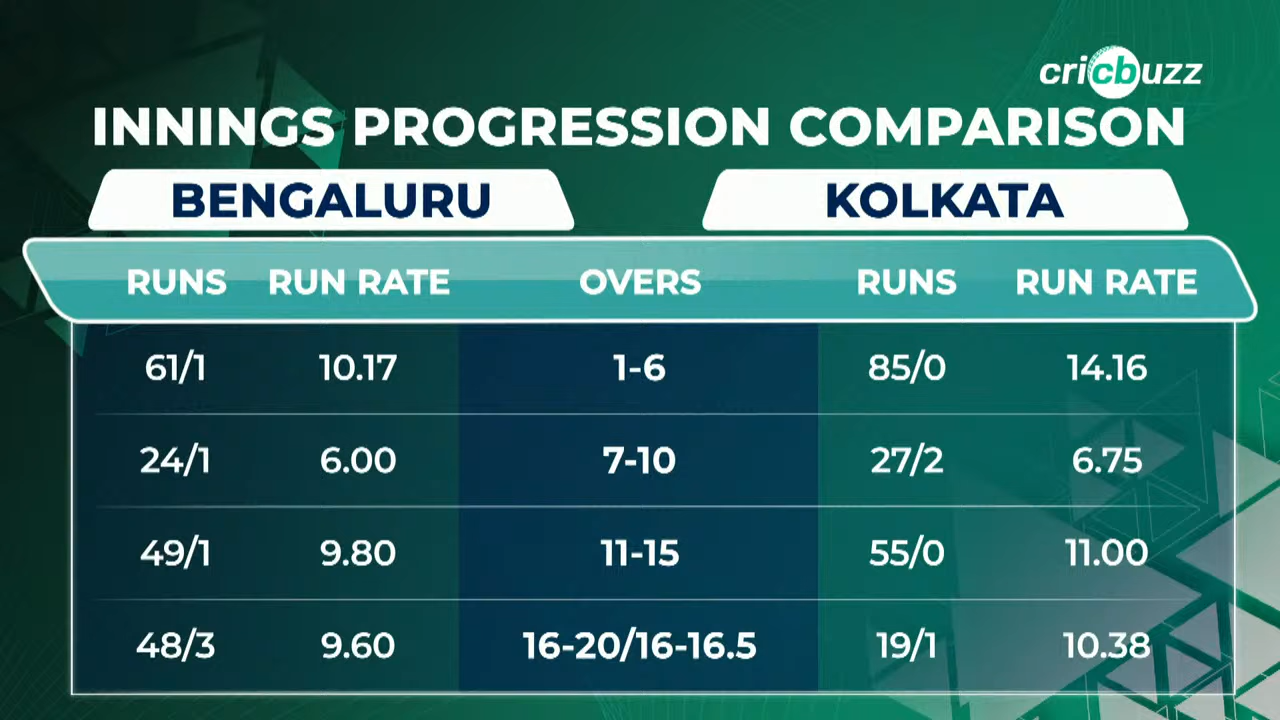 cricbuzz
INNINGS PROGRESSION COMPARISON
BENGALURU KOLKATA
RUNS RUN RATE OVERS RUNS RUN RATE
61/1 10.17 1-6 85/0 14.16
24/1 6.00 7-10 27/2 6.75
49/1 9.80 11-15 55/0 11.00
48/3 9.60 16-20/16-16.5 19/1 10.38